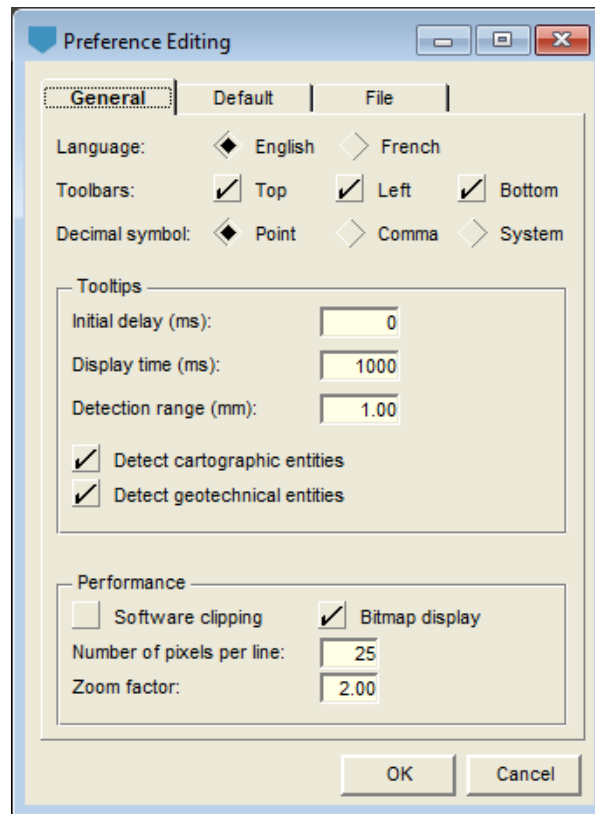 Preference Editing
General Default File
Language: English French
Toolbars: Top Left Bottom
Decimal symbol: Point Comma System
Tooltips
Initial delay (ms): 0
Display time (ms): 1000
Detection range (mm): 1.00
Detect cartographic entities
Detect geotechnical entities
Performance
Software clipping Bitmap display
Number of pixels per line: 25
Zoom factor: 2.00
OK Cancel